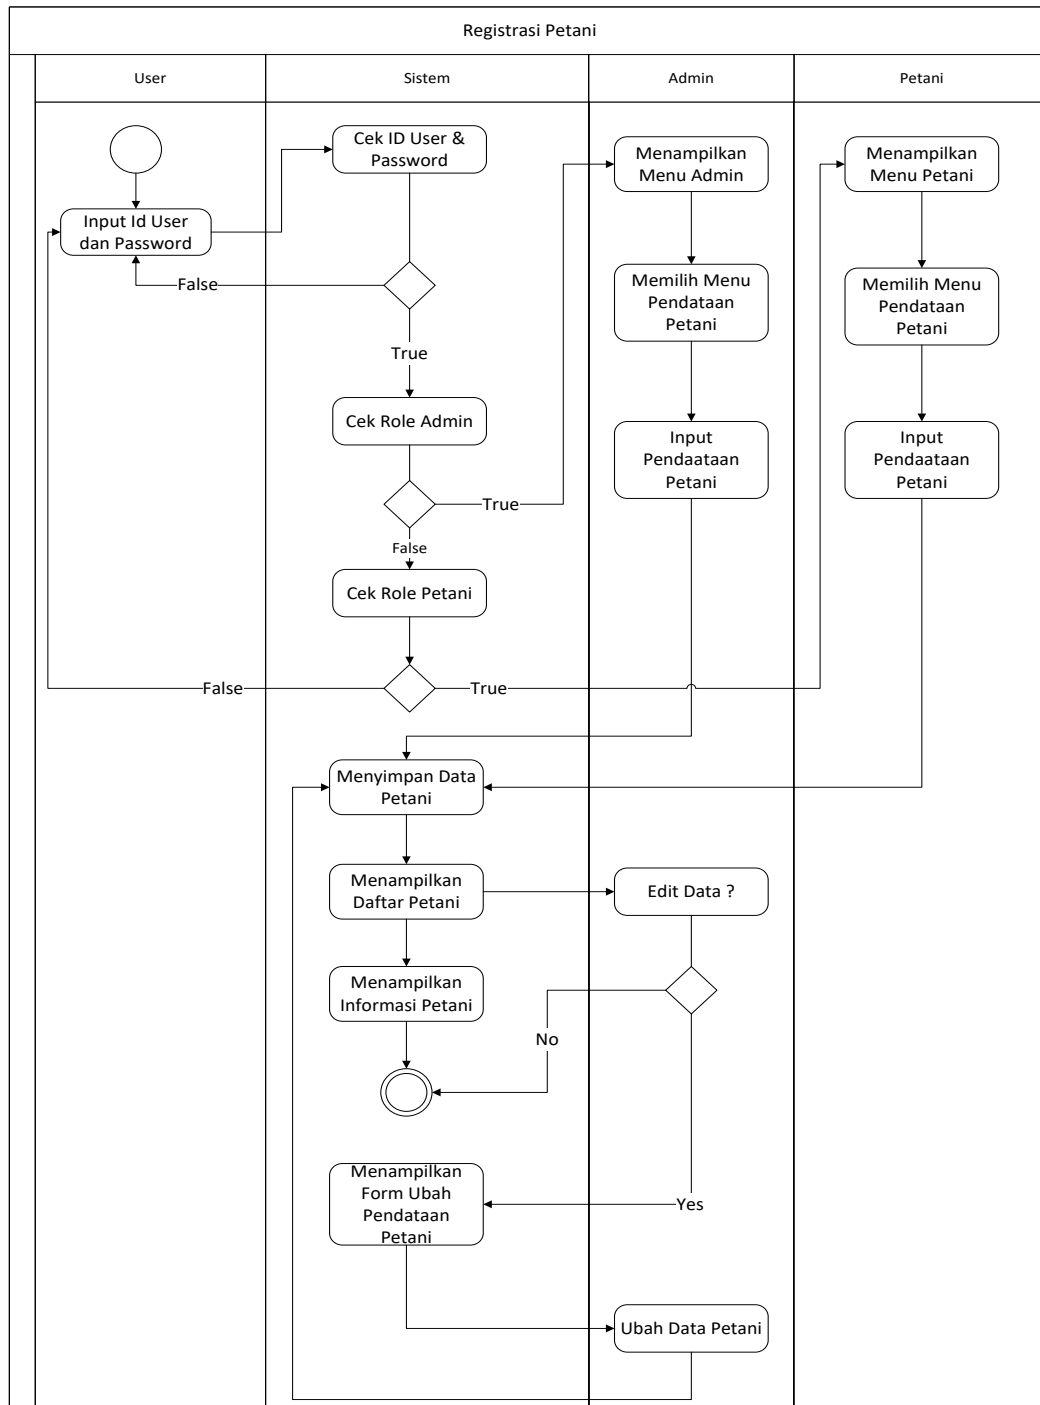 Registrasi Petani
User
Sistem
Admin
Petani
Cek ID User &
Password
Menampilkan
Menu Admin
Menampilkan
Menu Petani
Input Id User
dan Password
False
Memilih Menu
Pendataan
Petani
Memilih Menu
Pendataan
Petani
True
Cek Role Admin
Input
Pendaataan
Petani
Input
Pendaataan
Petani
True
False
Cek Role Petani
False
True
Menyimpan Data
Petani
Menampilkan
Daftar Petani
Edit Data ?
Menampilkan
Informasi Petani
No
Menampilkan
Form Ubah
Pendataan
Petani
Yes
Ubah Data Petani